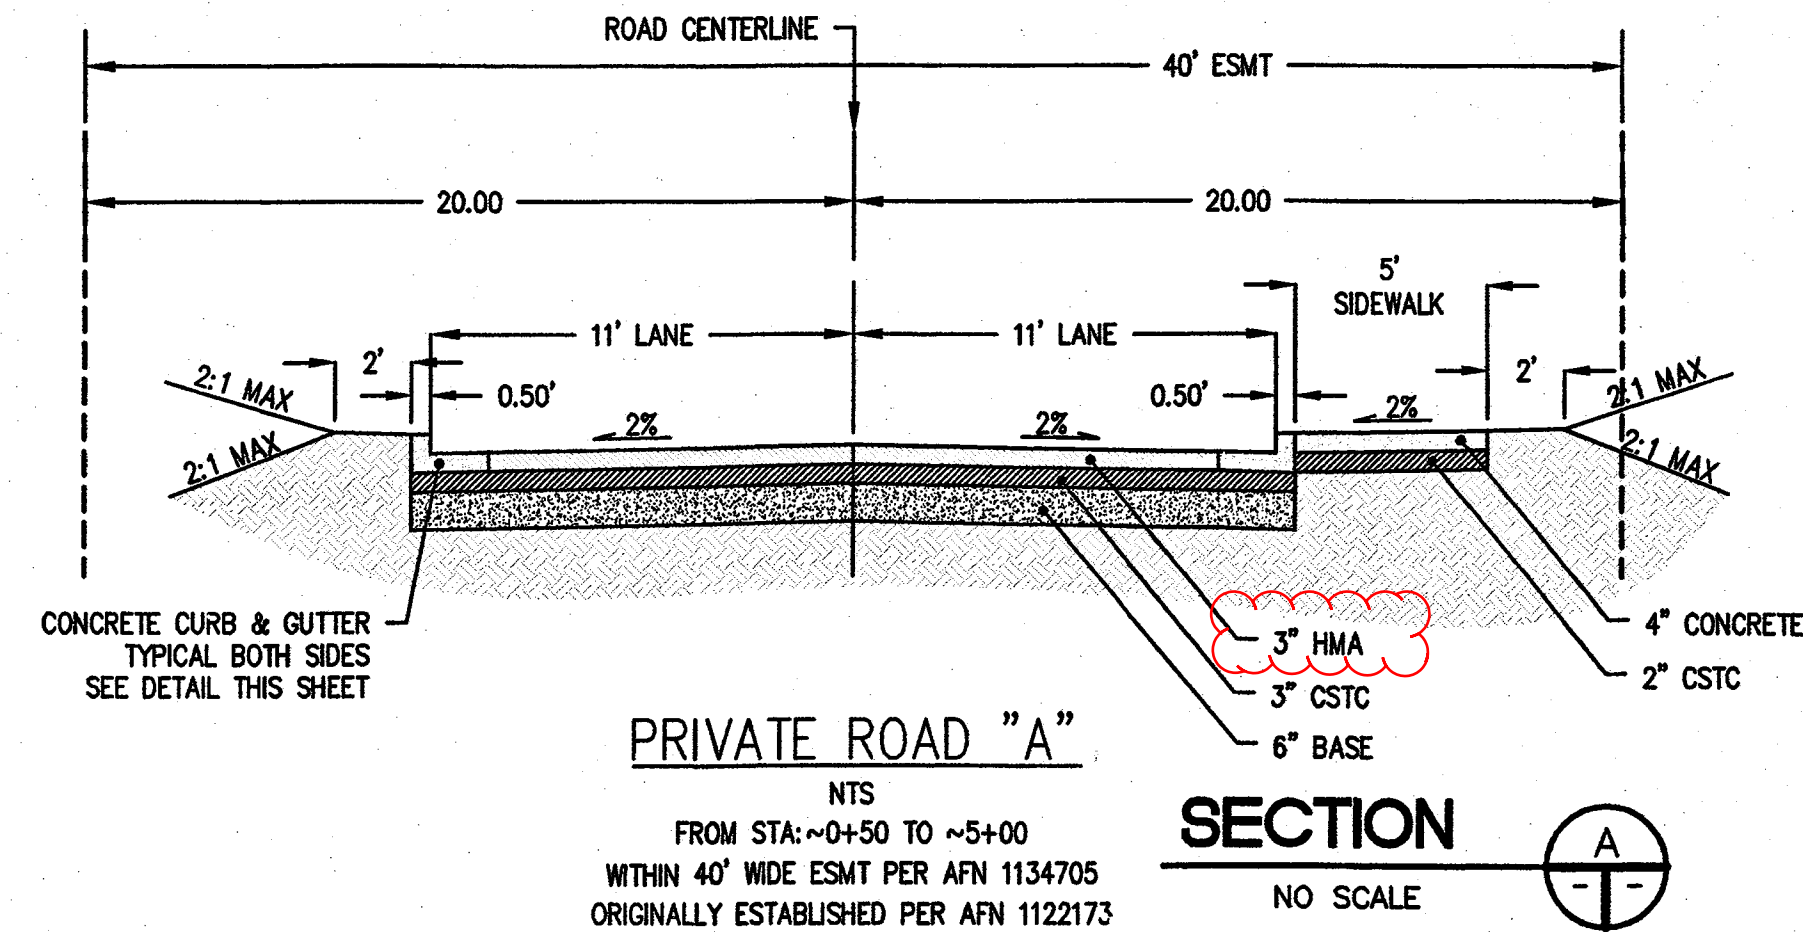 ROAD CENTERLINE
40' ESMT
20.00
20.00
5'
SIDEWALK
11' LANE
11' LANE
2'
2'
0.50'
0.50'
2:1 MAX
2:1 MAX
2:1 MAX
2:1 MAX
2%
2%
2%
CONCRETE CURB & GUTTER
TYPICAL BOTH SIDES
SEE DETAIL THIS SHEET
3" HMA
3" CSTC
6" BASE
4" CONCRETE
2" CSTC
PRIVATE ROAD "A"
NTS
FROM STA:~0+50 TO ~5+00
WITHIN 40' WIDE ESMT PER AFN 1134705
ORIGINALLY ESTABLISHED PER AFN 1122173
SECTION
NO SCALE
A
- -